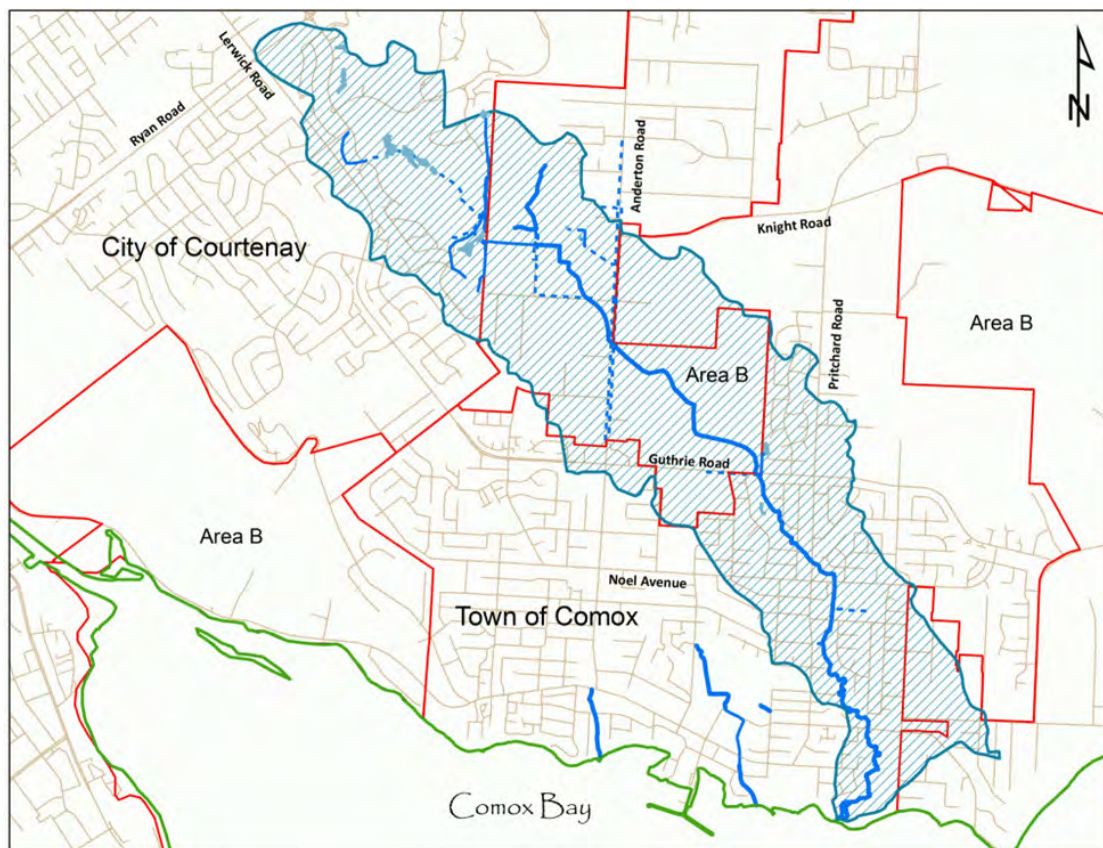 Lerwick Road
Ryan Road
Anderton Road
N
City of Courtenay
Knight Road
Area B
Pritchard Road
Area B
Guthrie Road
Area B
Noel Avenue
Town of Comox
Comox Bay